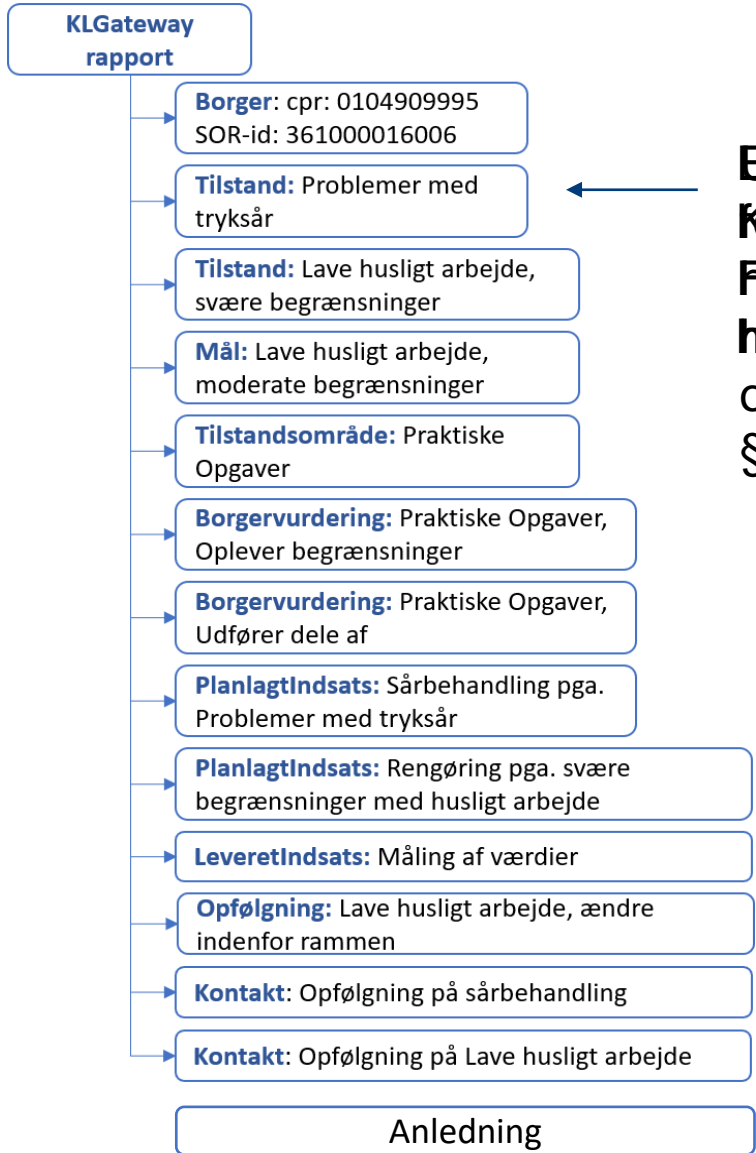 KLGateway
rapport
Borger: cpr: 0104909995
SOR-id: 361000016006
Tilstand: Problemer med
tryksår
Tilstand: Lave husligt arbejde,
svære begrænsninger
Mål: Lave husligt arbejde,
moderate begrænsninger
Tilstandsområde: Praktiske
Opgaver
Borgervurdering: Praktiske Opgaver,
Oplever begrænsninger
Borgervurdering: Praktiske Opgaver,
Udfører dele af
PlanlagtIndsats: Sårbehandling pga.
Problemer med tryksår
PlanlagtIndsats: Rengøring pga. svære
begrænsninger med husligt arbejde
LeveretIndsats: Måling af værdier
Opfølgning: Lave husligt arbejde, ændre
indenfor rammen
Kontakt: Opfølgning på sårbehandling
Kontakt: Opfølgning på Lave husligt arbejde
Anledning
§